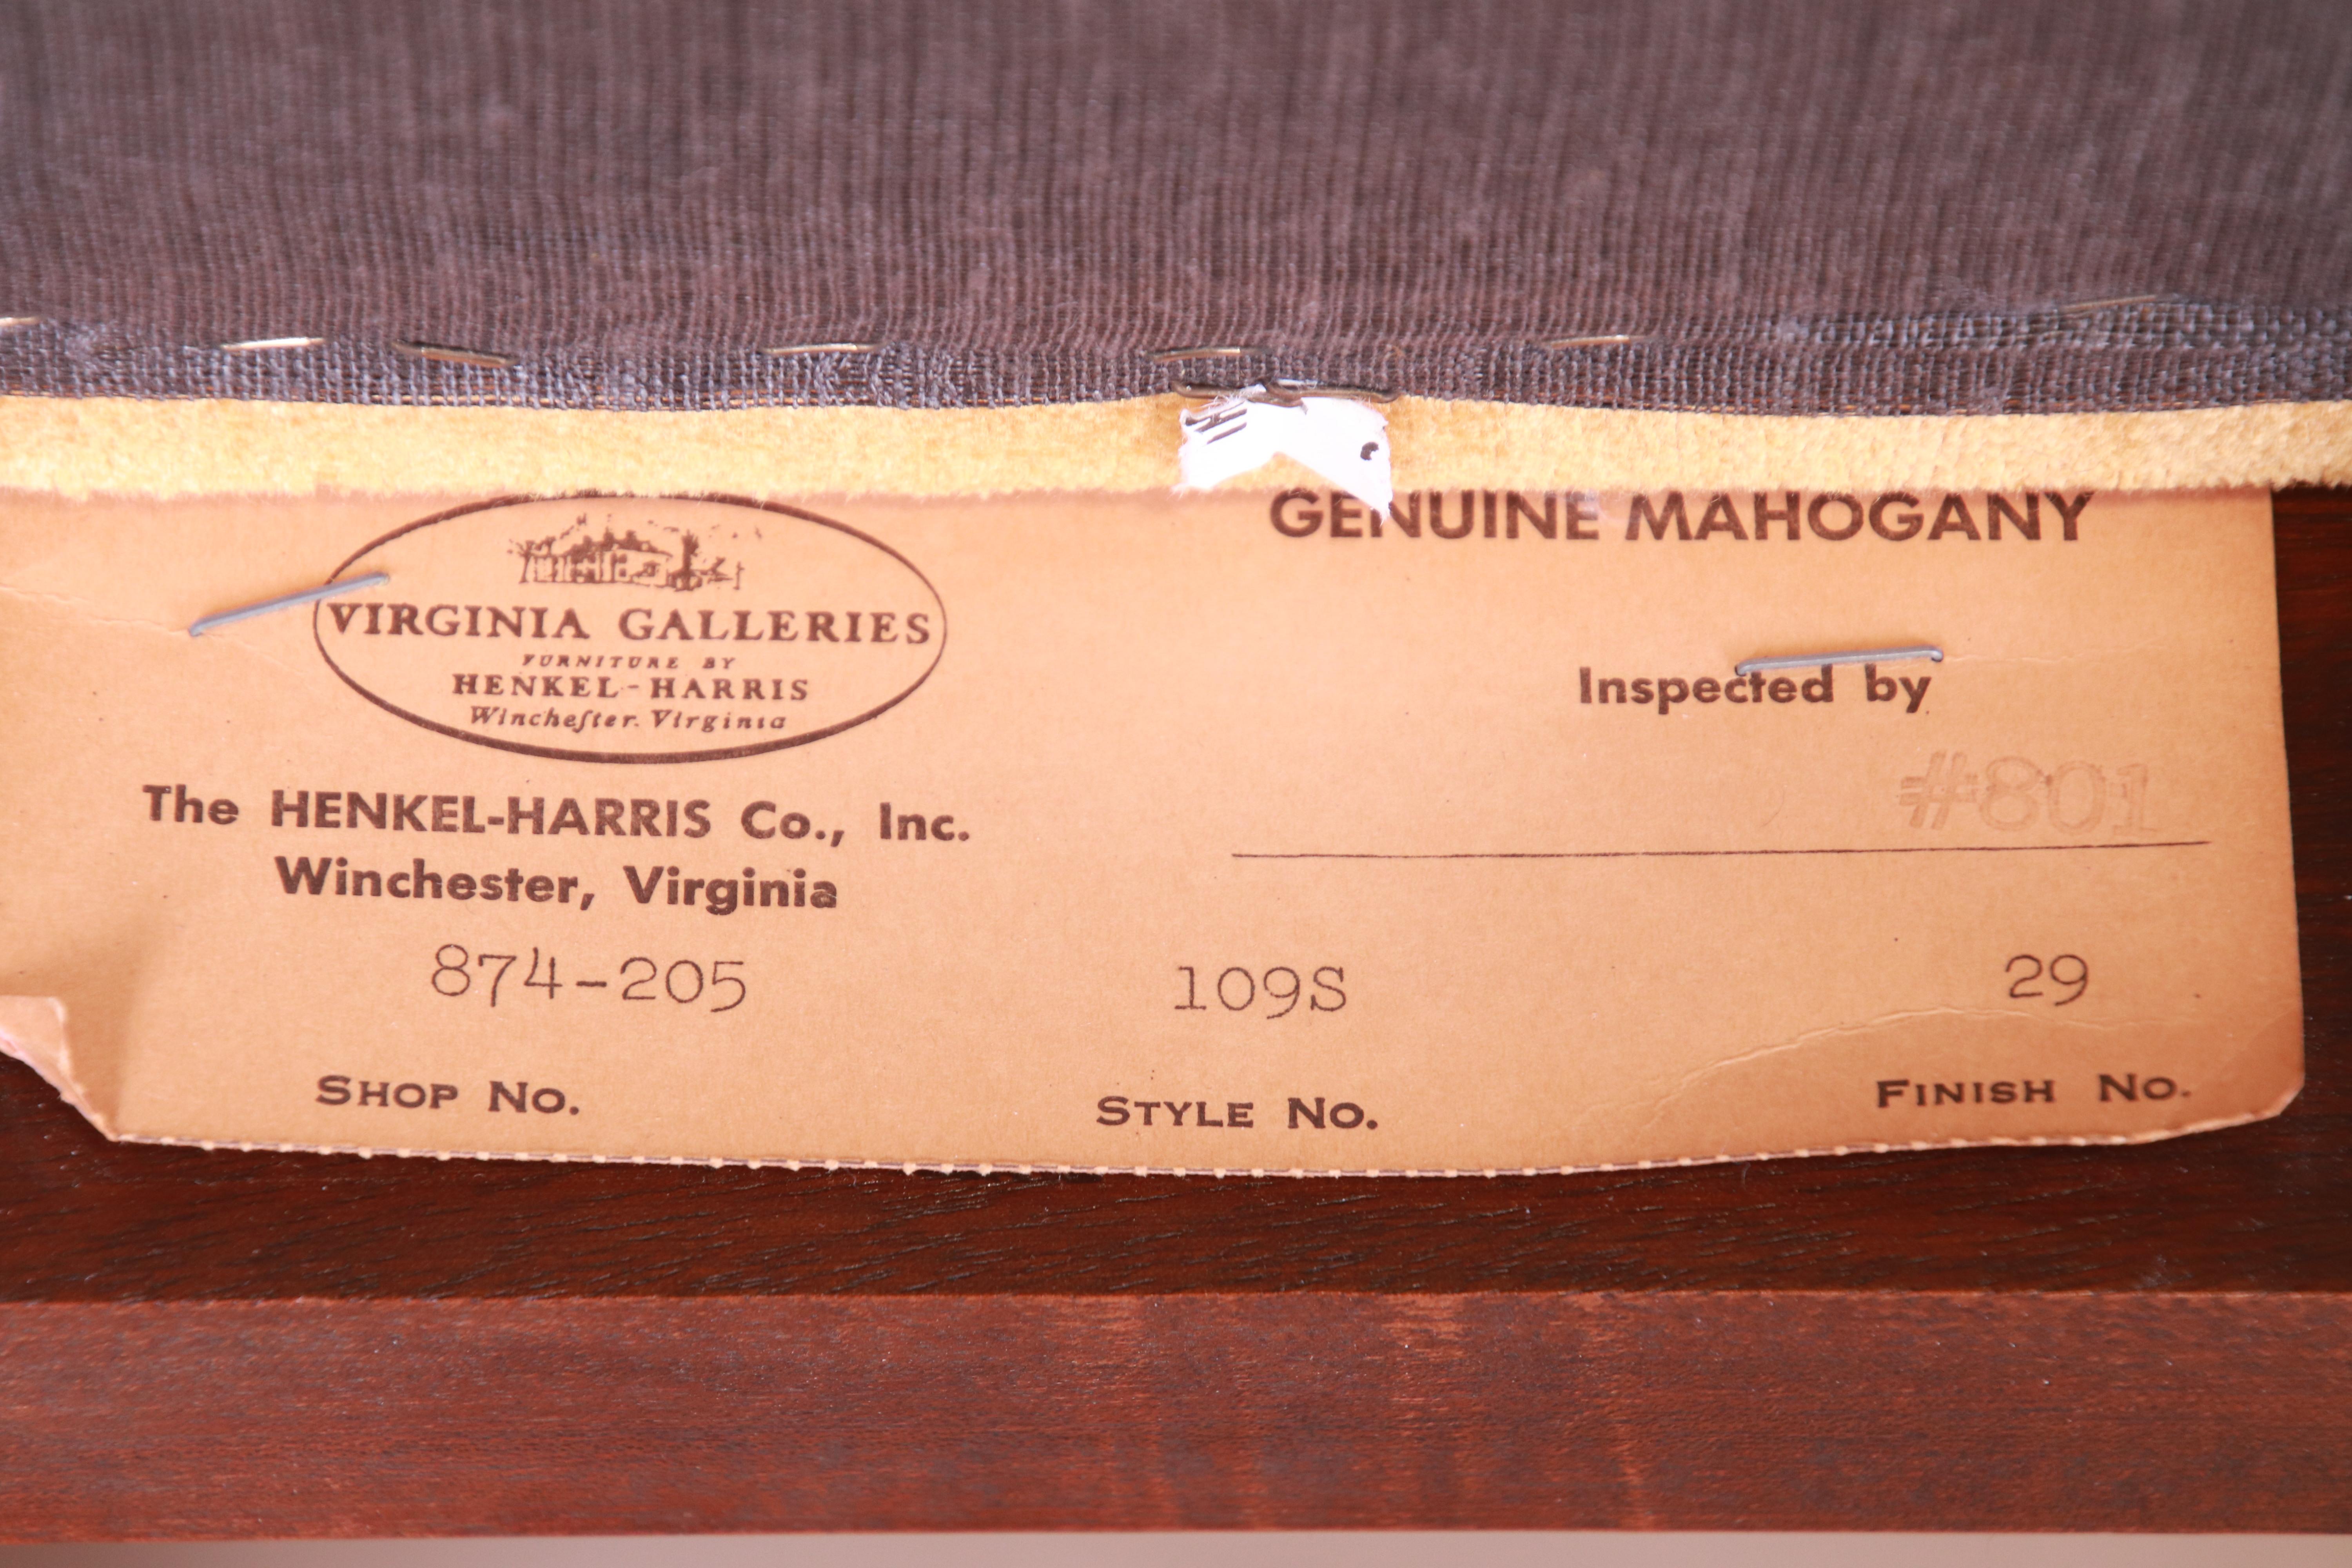 VIRGINIA GALLERIES
FURNITURE BY
HENKEL-HARRIS
Wincheſter. Virginia
The HENKEL-HARRIS Co., Inc.
Winchester, Virginia
874-205
SHOP No.
109S
STYLE No.
GENUINE MAHOGANY
Inspected by
#801
29
FINISH No.